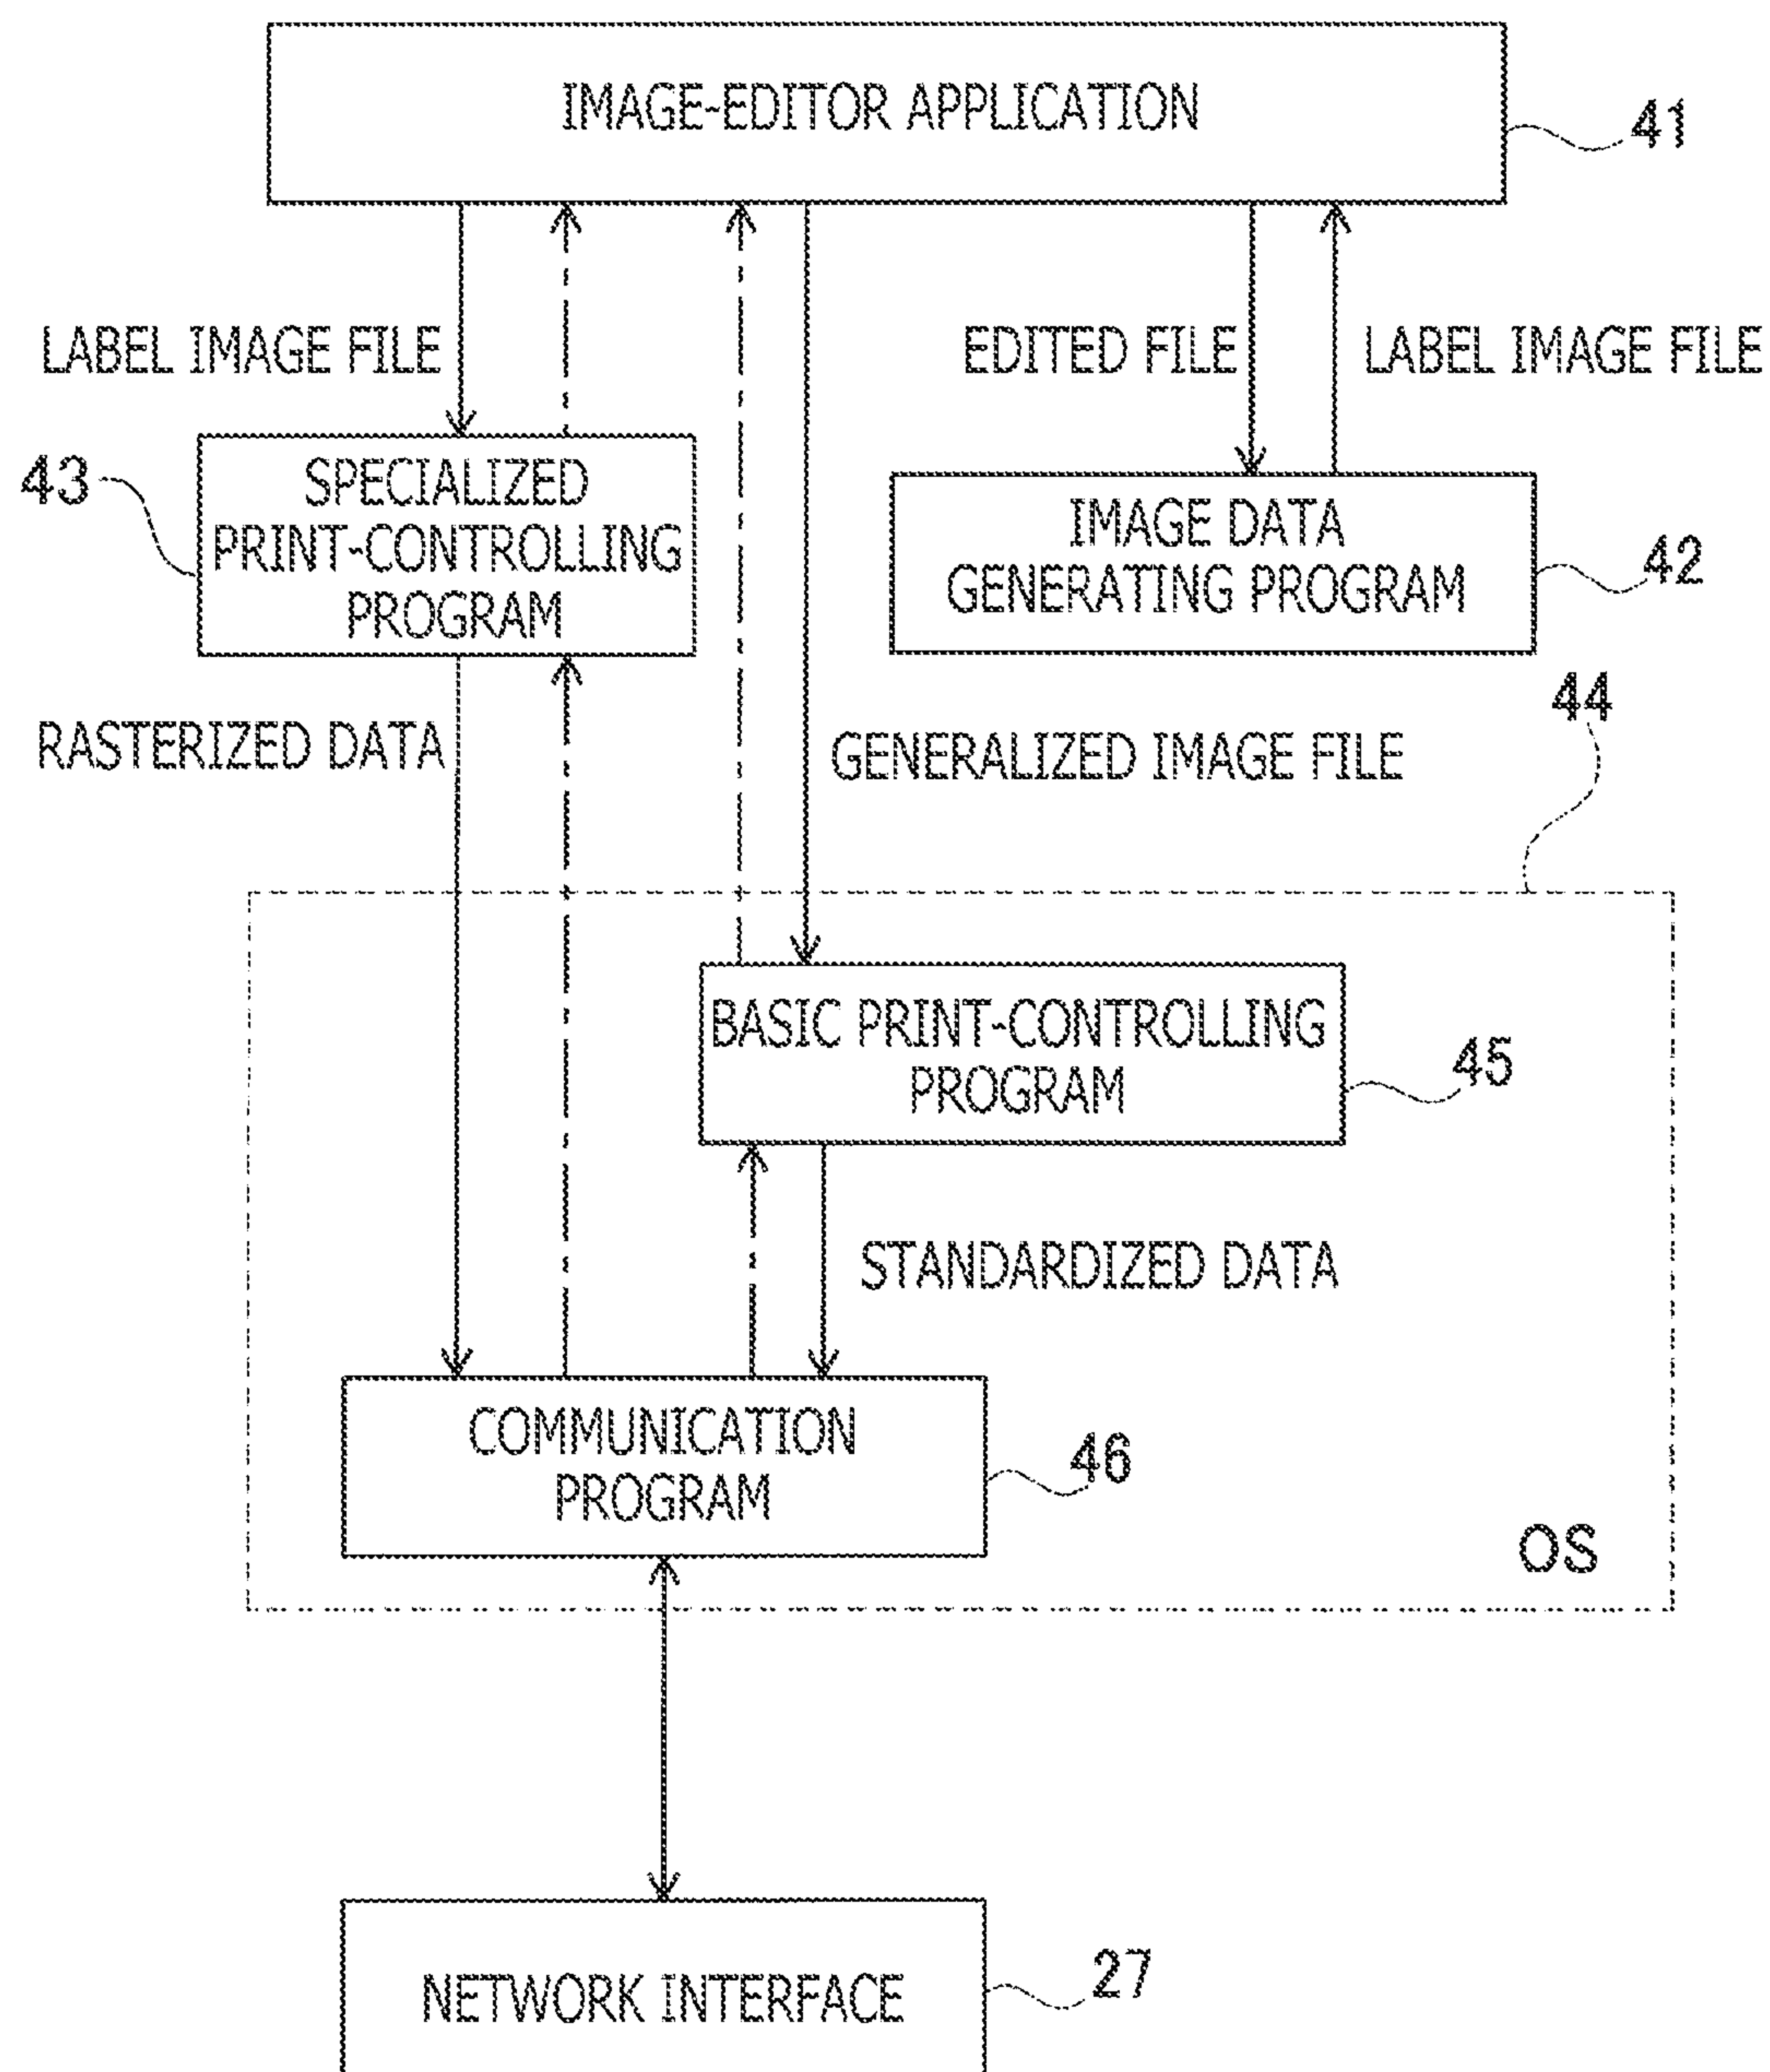 IMAGE-EDITOR APPLICATION
41
LABEL IMAGE FILE
EDITED FILE
LABEL IMAGE FILE
43
SPECIALIZED
PRINT-CONTROLLING
PROGRAM
IMAGE DATA
GENERATING PROGRAM
42
44
RASTERIZED DATA
GENERALIZED IMAGE FILE
BASIC PRINT-CONTROLLING
PROGRAM
45
STANDARDIZED DATA
COMMUNICATION
PROGRAM
46
OS
NETWORK INTERFACE
27